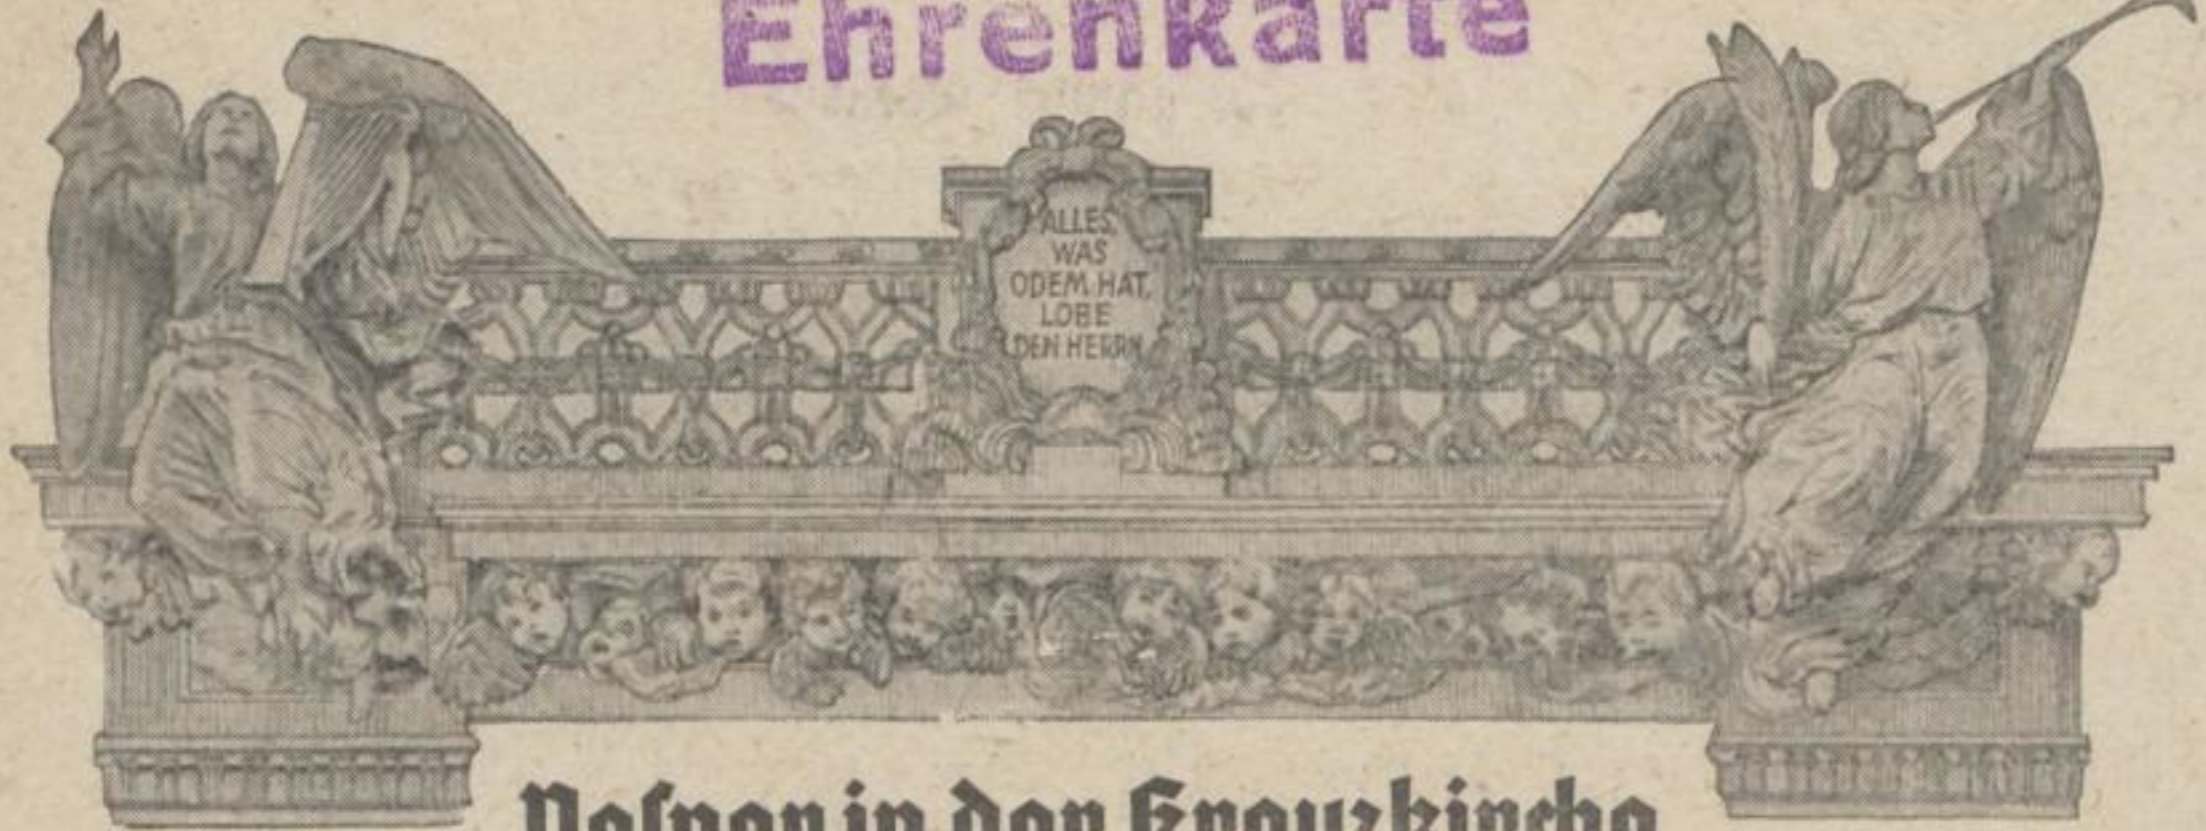 Ehrenkarte
ALLES,
WAS
ODEM HAT,
LOBE
DEN HERRN
Vesper in der Kreuzkirche